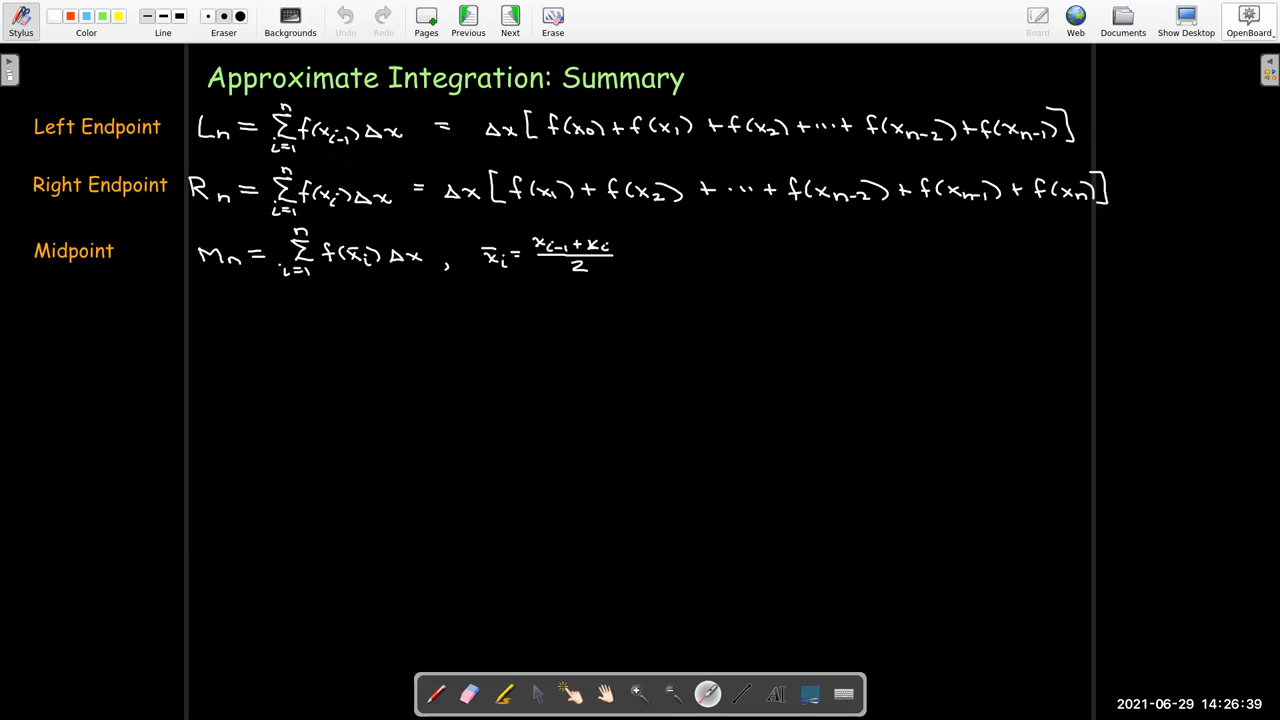 Stylus Color Line Eraser Backgrounds Undo Redo Pages Previous Next Erase Board Web Documents Show Desktop OpenBoard
Approximate Integration: Summary
Left Endpoint Lₙ = ∑ᵢ₌₁ⁿ f(xᵢ₋₁) Δx = Δx [ f(x₀) + f(x₁) + f(x₂) + ⋯ + f(xₙ₋₂) + f(xₙ₋₁) ]
Right Endpoint Rₙ = ∑ᵢ₌₁ⁿ f(xᵢ) Δx = Δx [ f(x₁) + f(x₂) + ⋯ + f(xₙ₋₂) + f(xₙ₋₁) + f(xₙ) ]
Midpoint Mₙ = ∑ᵢ₌₁ⁿ f(x̄ᵢ) Δx , x̄ᵢ = (xᵢ₋₁ + xᵢ)/2
AI
2021-06-29 14:26:39